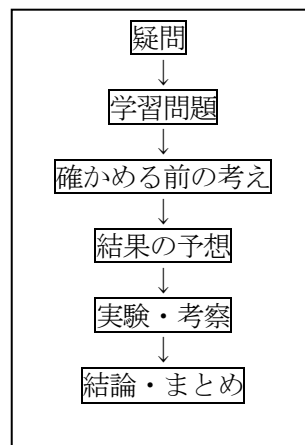 疑問
↓
学習問題
↓
確かめる前の考え
↓
結果の予想
↓
実験・考察
↓
結論・まとめ